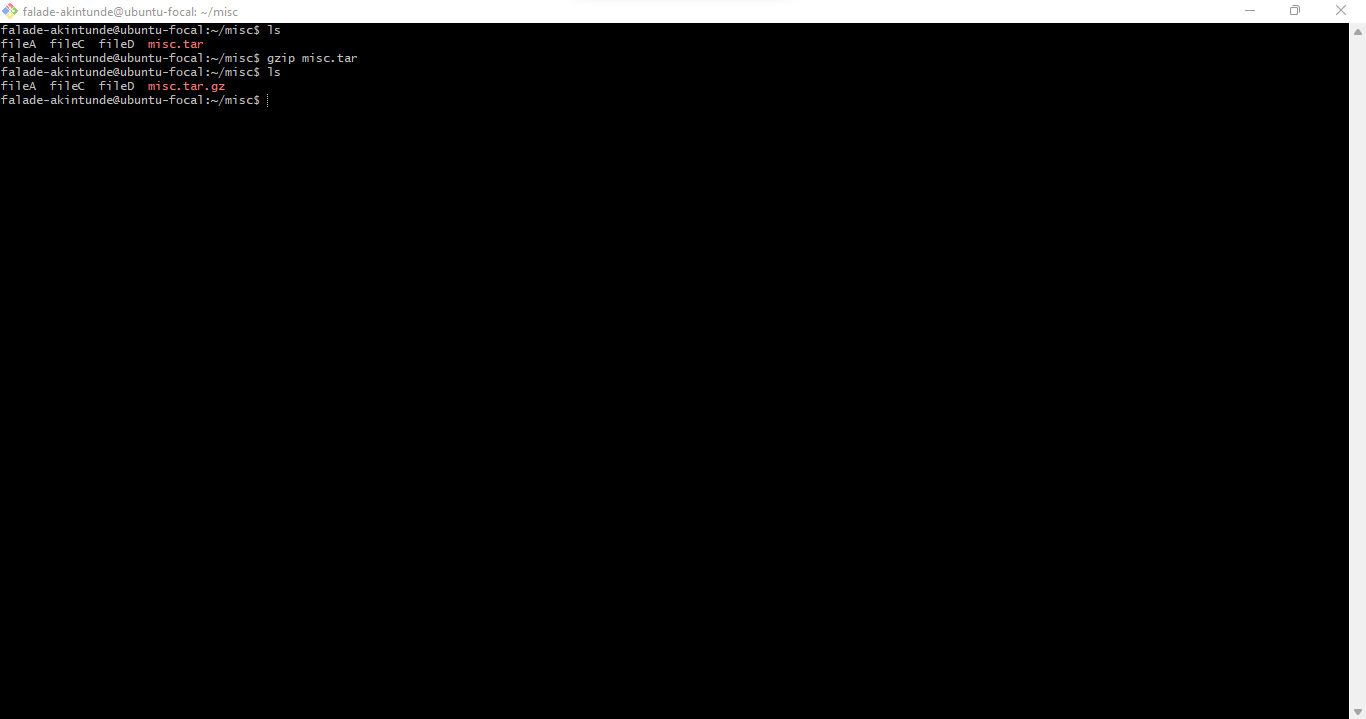 falade-akintunde@ubuntu-focal: ~/misc
falade-akintunde@ubuntu-focal:~/misc$ ls
fileA  fileC  fileD  misc.tar
falade-akintunde@ubuntu-focal:~/misc$ gzip misc.tar
falade-akintunde@ubuntu-focal:~/misc$ ls
fileA  fileC  fileD  misc.tar.gz
falade-akintunde@ubuntu-focal:~/misc$